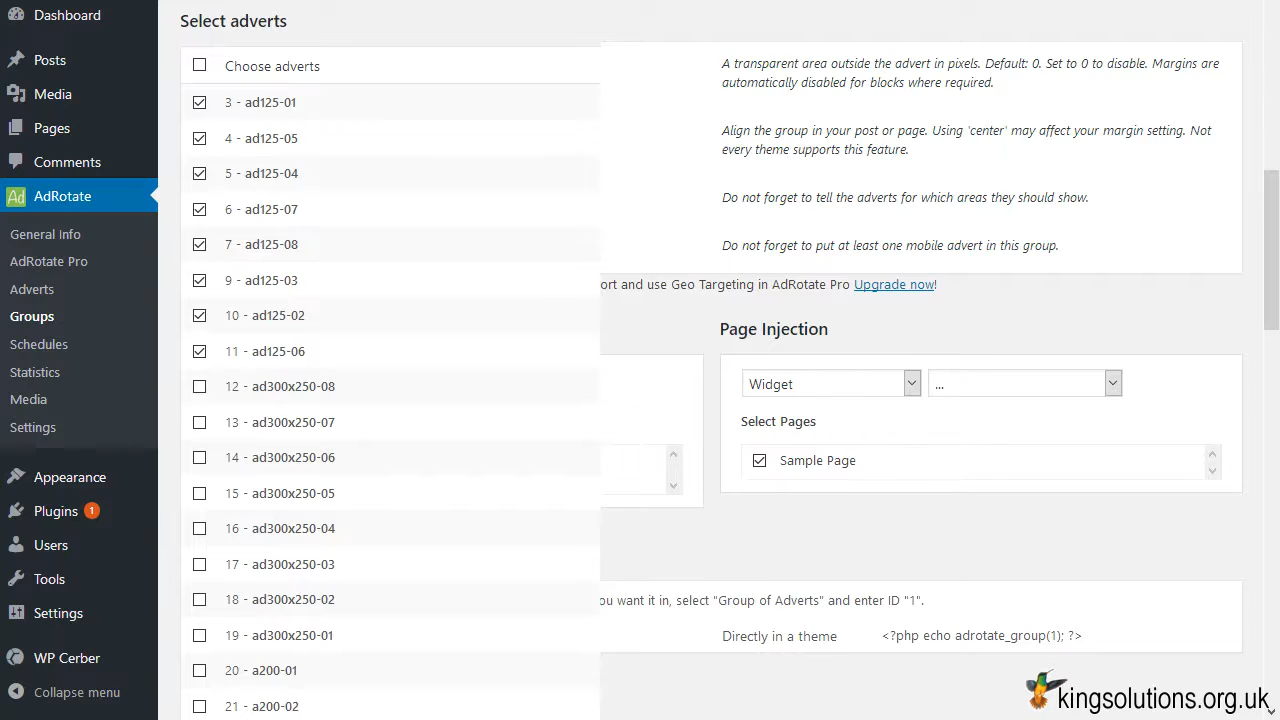 Dashboard
Posts
Media
Pages
Comments
Ad AdRotate
General Info
AdRotate Pro
Adverts
Groups
Schedules
Statistics
Media
Settings
Appearance
Plugins 1
Users
Tools
Settings
WP Cerber
Collapse menu
Select adverts
Choose adverts
3 - ad125-01
4 - ad125-05
5 - ad125-04
6 - ad125-07
7 - ad125-08
9 - ad125-03
10 - ad125-02
11 - ad125-06
12 - ad300x250-08
13 - ad300x250-07
14 - ad300x250-06
15 - ad300x250-05
16 - ad300x250-04
17 - ad300x250-03
18 - ad300x250-02
19 - ad300x250-01
20 - a200-01
21 - a200-02
A transparent area outside the advert in pixels. Default: 0. Set to 0 to disable. Margins are
automatically disabled for blocks where required.
Align the group in your post or page. Using 'center' may affect your margin setting. Not
every theme supports this feature.
Do not forget to tell the adverts for which areas they should show.
Do not forget to put at least one mobile advert in this group.
ort and use Geo Targeting in AdRotate Pro Upgrade now!
Page Injection
Widget ...
Select Pages
Sample Page
ou want it in, select "Group of Adverts" and enter ID "1".
Directly in a theme <?php echo adrotate_group(1); ?>
kingsolutions.org.uk